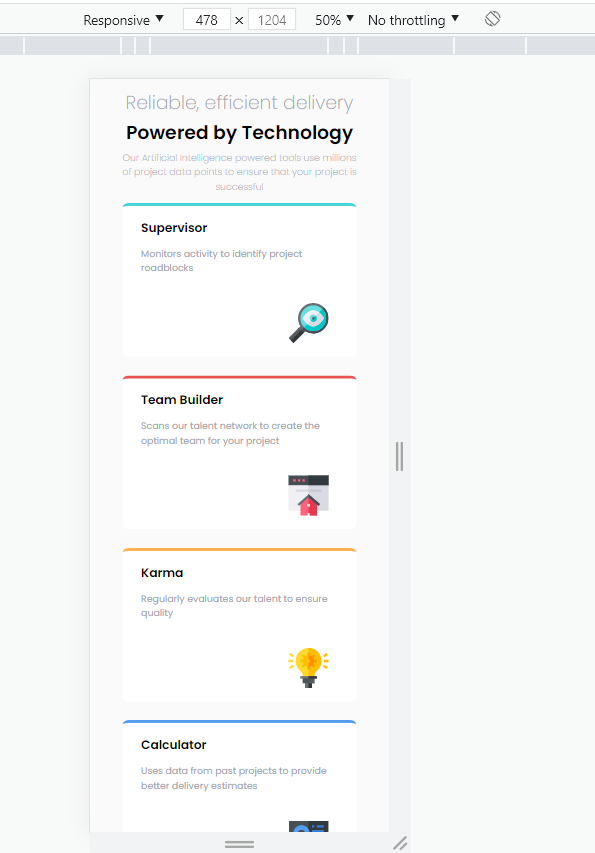 Responsive ▼ 478 × 1204 50% ▼ No throttling ▼
Reliable, efficient delivery
Powered by Technology
Our Artificial Intelligence powered tools use millions
of project data points to ensure that your project is
successful
Supervisor
Monitors activity to identify project
roadblocks
Team Builder
Scans our talent network to create the
optimal team for your project
Karma
Regularly evaluates our talent to ensure
quality
Calculator
Uses data from past projects to provide
better delivery estimates